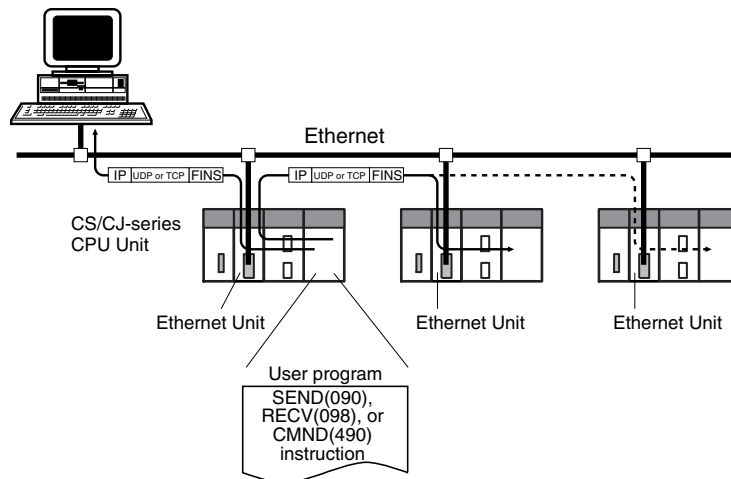 Ethernet
IP UDP or TCP FINS
IP UDP or TCP FINS
CS/CJ-series
CPU Unit
Ethernet Unit
Ethernet Unit
Ethernet Unit
User program
SEND(090),
RECV(098), or
CMND(490)
instruction